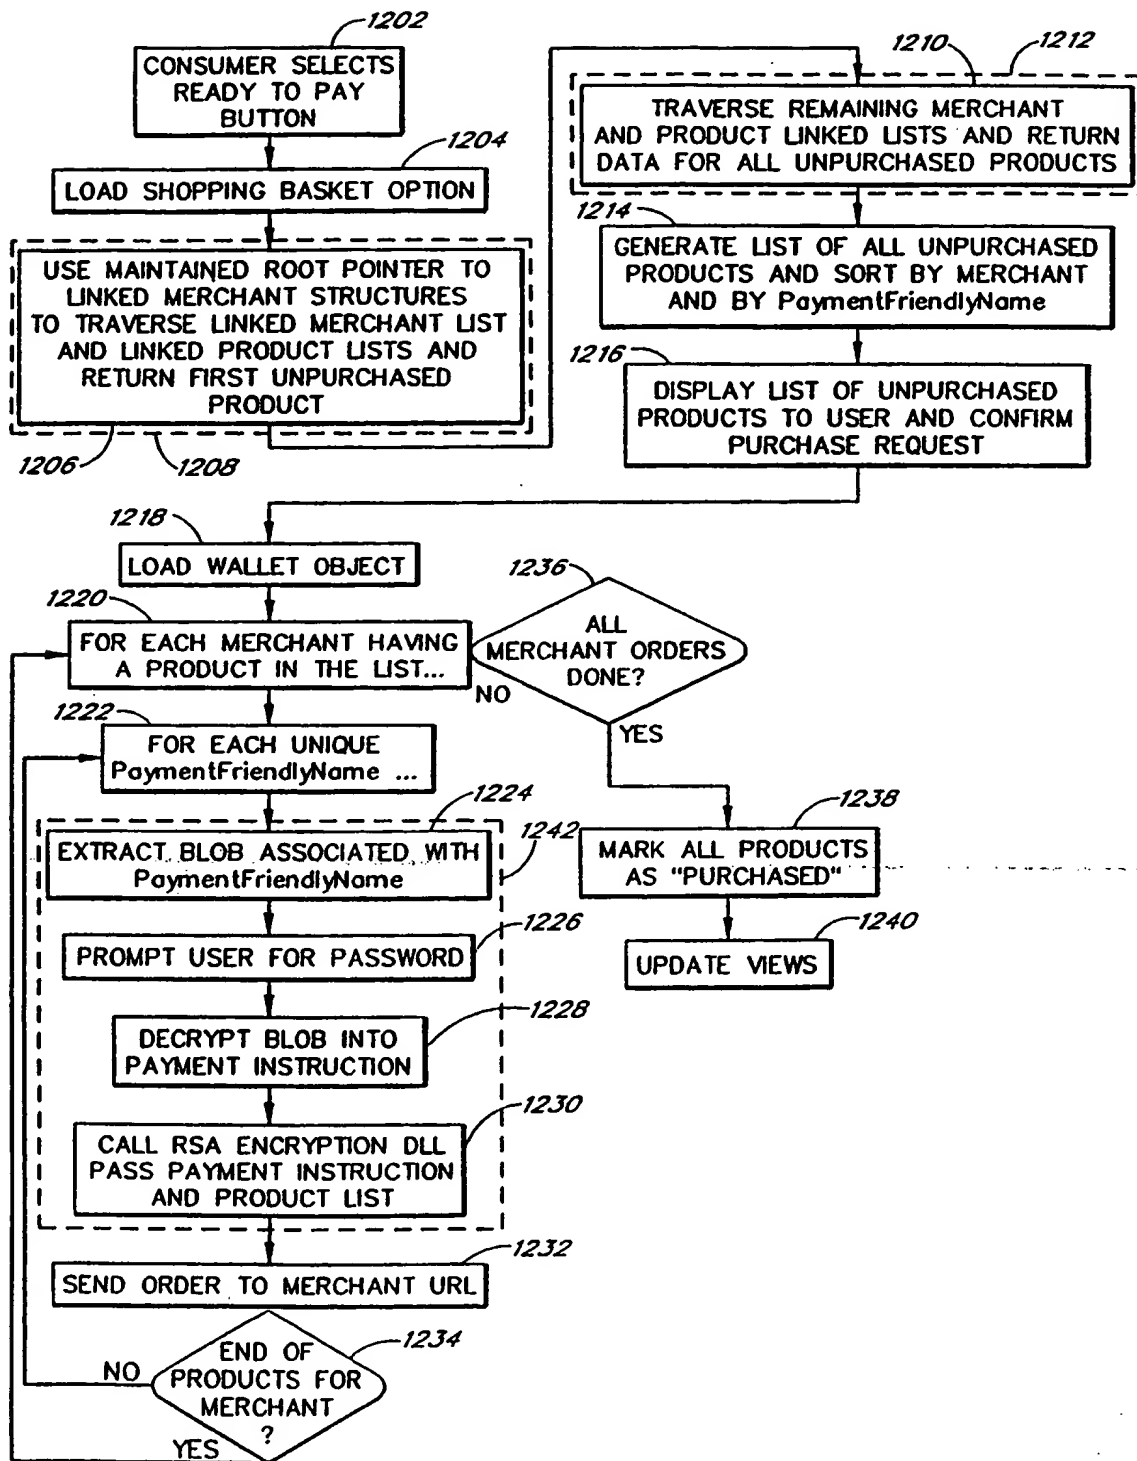 1202
CONSUMER SELECTS
READY TO PAY
BUTTON
1204
LOAD SHOPPING BASKET OPTION
USE MAINTAINED ROOT POINTER TO
LINKED MERCHANT STRUCTURES
TO TRAVERSE LINKED MERCHANT LIST
AND LINKED PRODUCT LISTS AND
RETURN FIRST UNPURCHASED
PRODUCT
1206
1208
1210
1212
TRAVERSE REMAINING MERCHANT
AND PRODUCT LINKED LISTS AND RETURN
DATA FOR ALL UNPURCHASED PRODUCTS
1214
GENERATE LIST OF ALL UNPURCHASED
PRODUCTS AND SORT BY MERCHANT
AND BY PaymentFriendlyName
1216
DISPLAY LIST OF UNPURCHASED
PRODUCTS TO USER AND CONFIRM
PURCHASE REQUEST
1218
LOAD WALLET OBJECT
1220
FOR EACH MERCHANT HAVING
A PRODUCT IN THE LIST...
1222
FOR EACH UNIQUE
PaymentFriendlyName ...
1224
1242
EXTRACT BLOB ASSOCIATED WITH
PaymentFriendlyName
1226
PROMPT USER FOR PASSWORD
1228
DECRYPT BLOB INTO
PAYMENT INSTRUCTION
1230
CALL RSA ENCRYPTION DLL
PASS PAYMENT INSTRUCTION
AND PRODUCT LIST
1232
SEND ORDER TO MERCHANT URL
1234
END OF
PRODUCTS FOR
MERCHANT
?
NO
YES
1236
ALL
MERCHANT ORDERS
DONE?
NO
YES
1238
MARK ALL PRODUCTS
AS "PURCHASED"
1240
UPDATE VIEWS